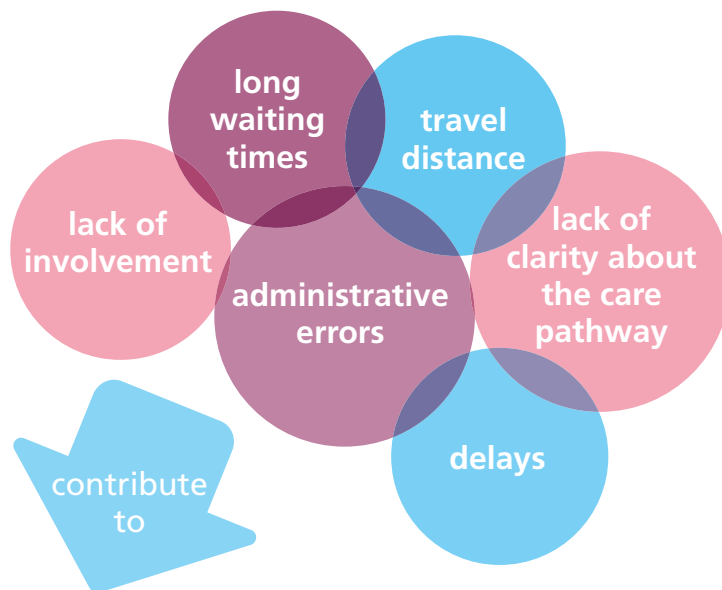 long
waiting
times
travel
distance
lack of
involvement
lack of
clarity about
the care
pathway
administrative
errors
delays
contribute
to